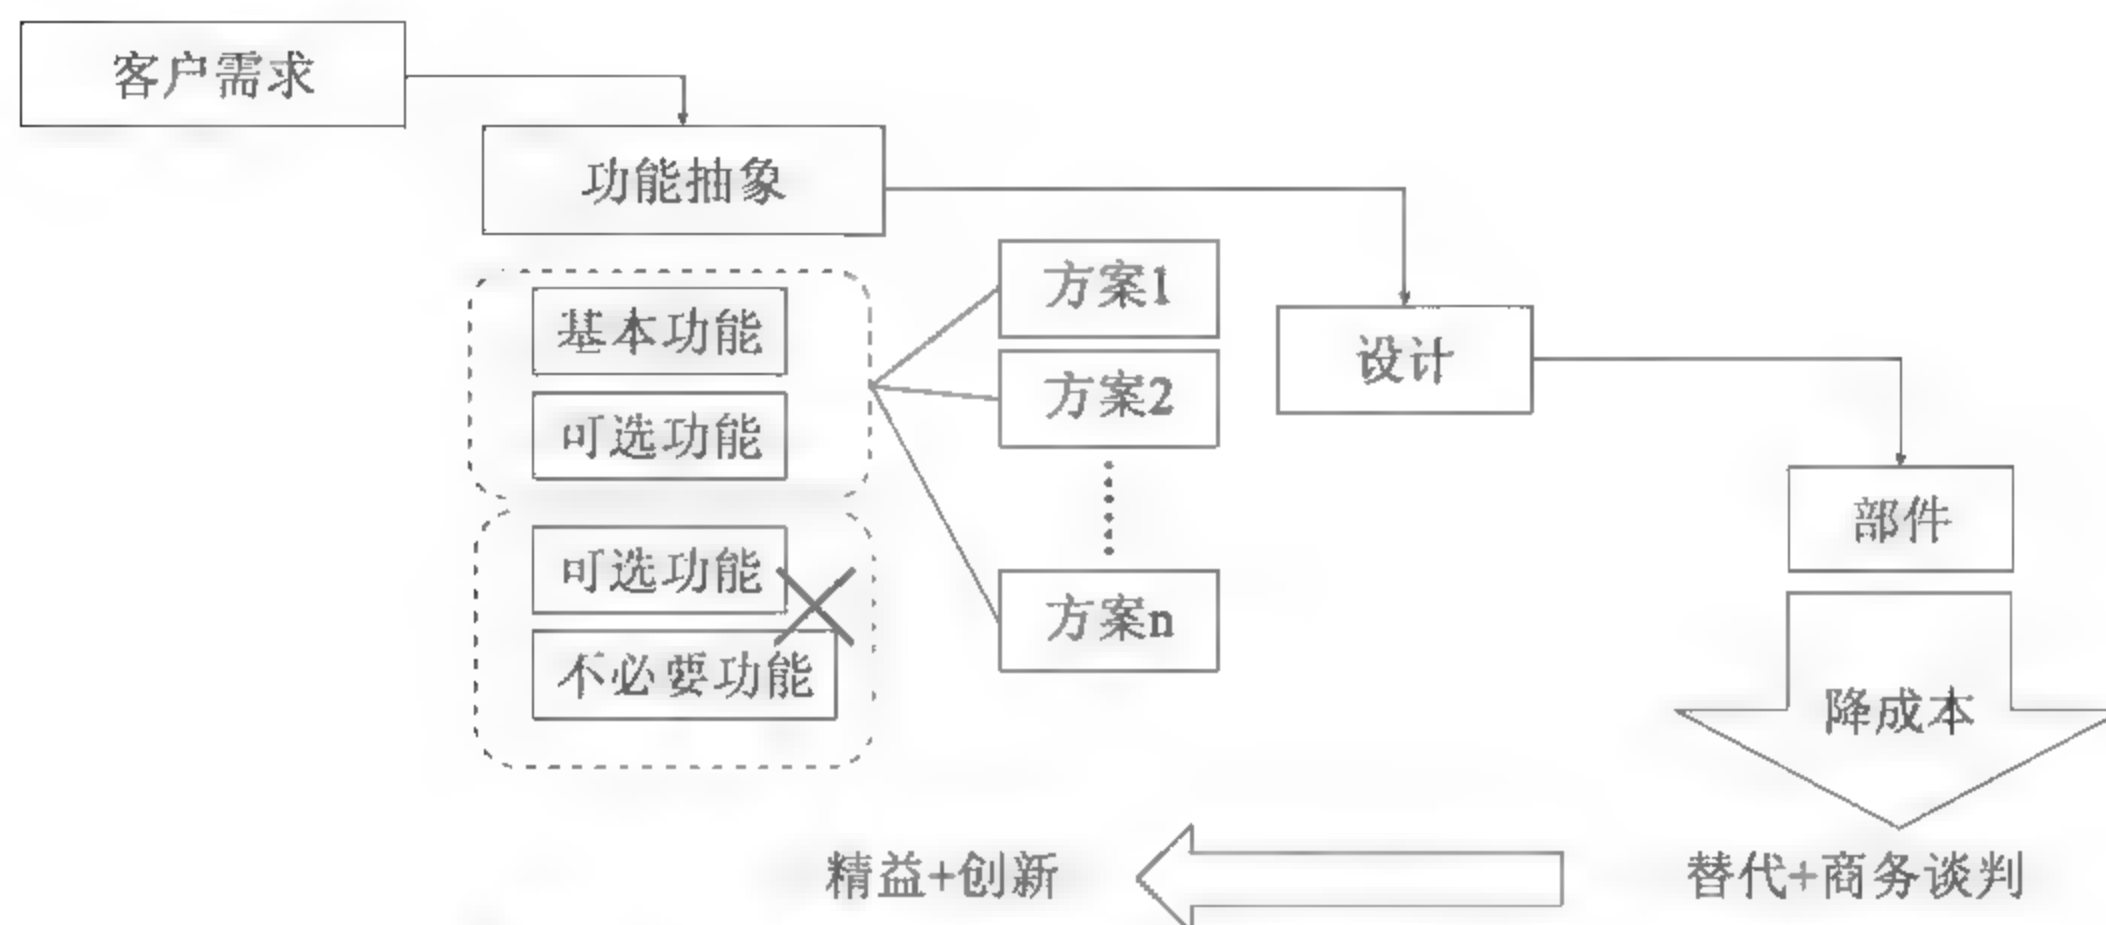 客户需求
功能抽象
基本功能
可选功能
可选功能
不必要功能
方案1
方案2
方案n
设计
部件
降成本
替代+商务谈判
精益+创新